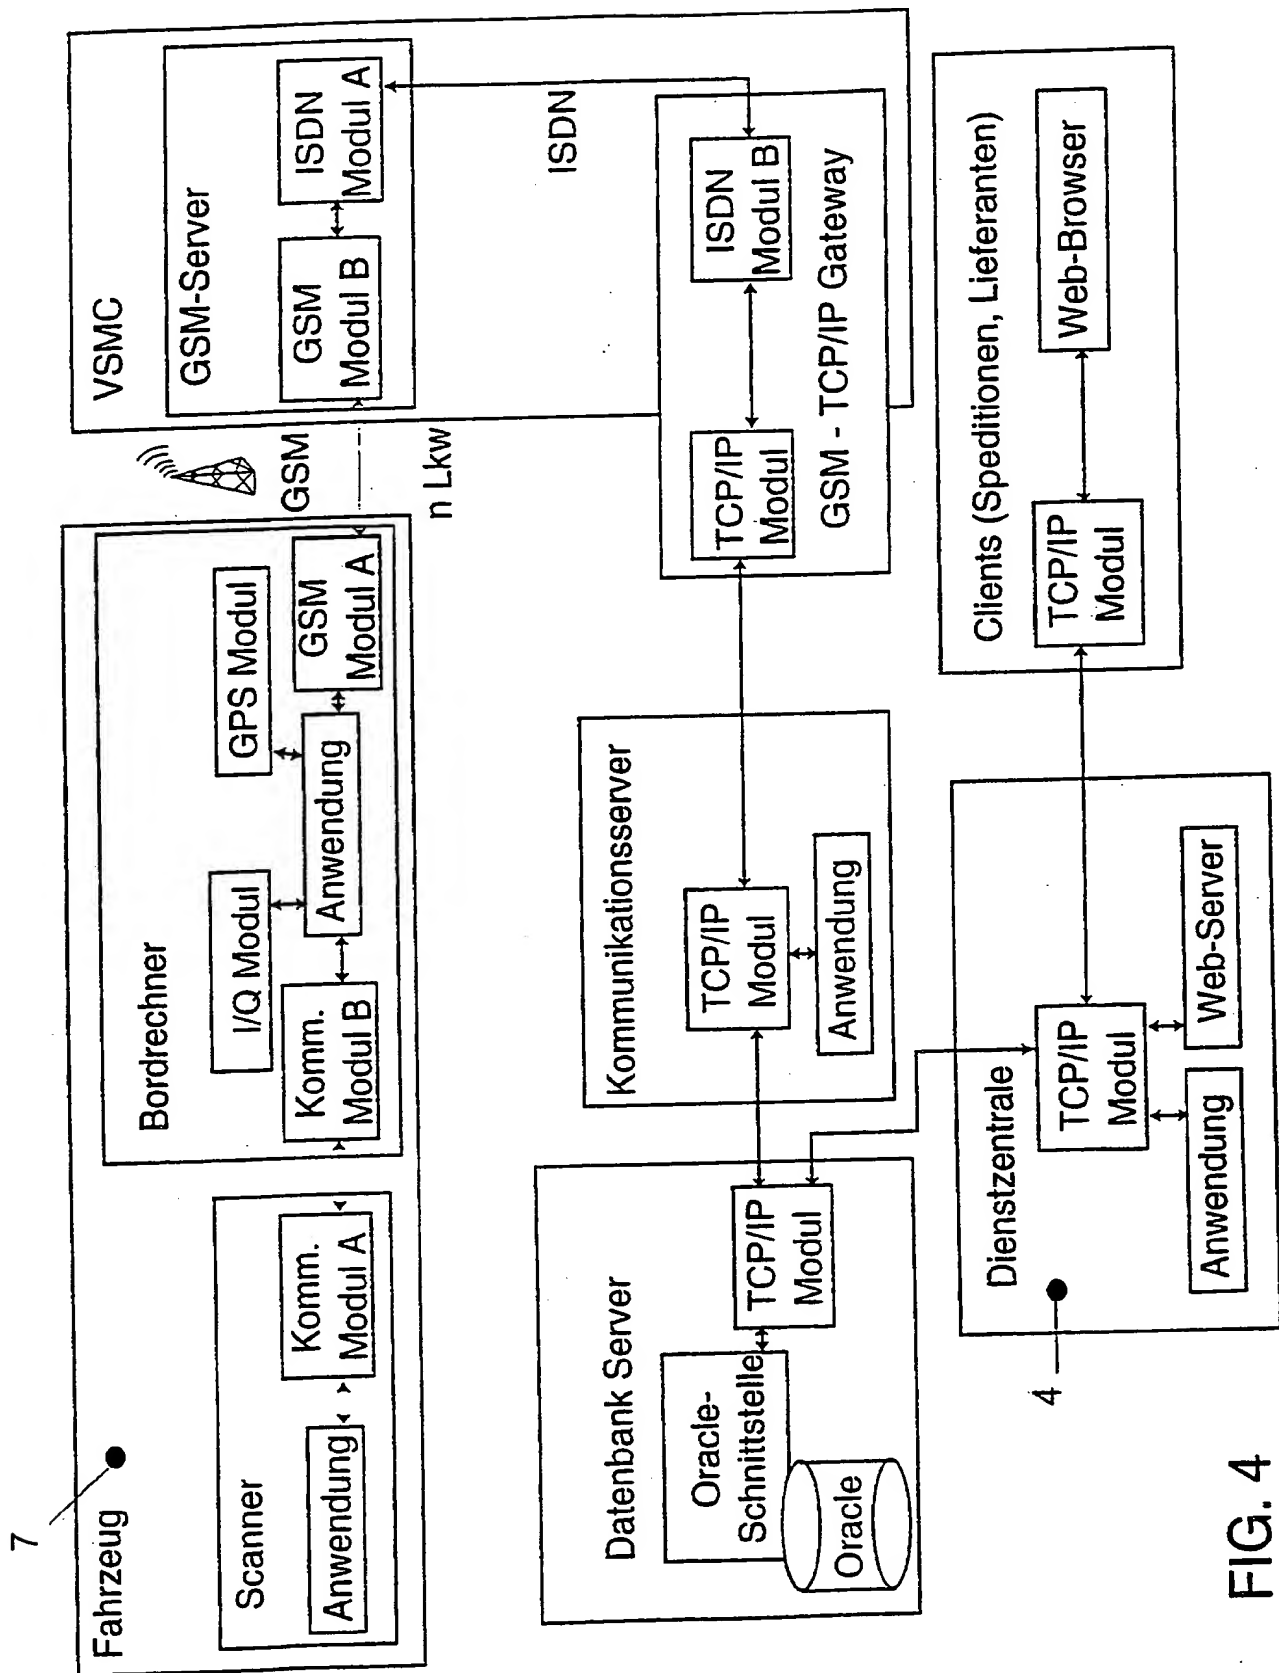 7
Fahrzeug
Scanner
Anwendung
Komm.
Modul A
Bordrechner
Komm.
Modul B
I/Q Modul
Anwendung
GPS Modul
GSM
Modul A
GSM
n Lkw
VSMC
GSM-Server
GSM
Modul B
ISDN
Modul A
ISDN
Datenbank Server
Oracle-
Schnittstelle
Oracle
TCP/IP
Modul
Kommunikationsserver
TCP/IP
Modul
Anwendung
TCP/IP
Modul
ISDN
Modul B
GSM - TCP/IP Gateway
4
Dienstzentrale
TCP/IP
Modul
Anwendung
Web-Server
Clients (Speditionen, Lieferanten)
TCP/IP
Modul
Web-Browser
FIG. 4